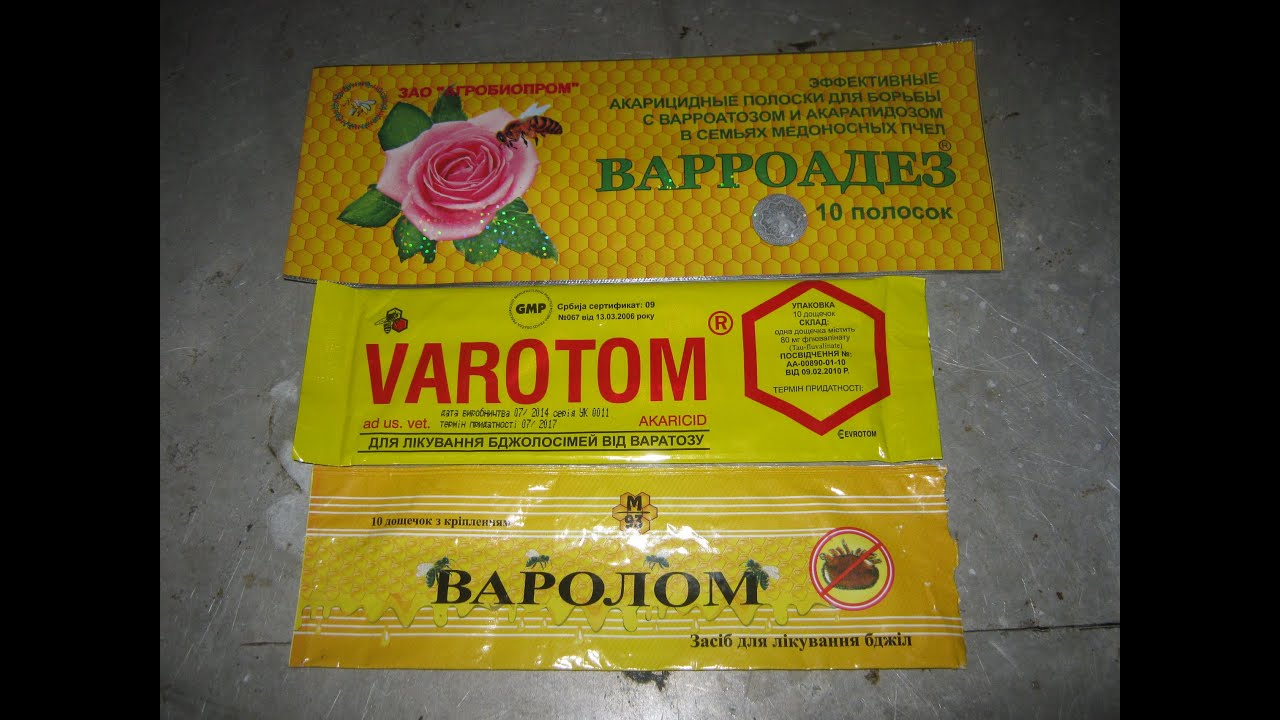 ЗАО "АГРОБИОПРОМ"
ЭФФЕКТИВНЫЕ
АКАРИЦИДНЫЕ ПОЛОСКИ ДЛЯ БОРЬБЫ
С ВАРРОАТОЗОМ И АКАРАПИДОЗОМ
В СЕМЬЯХ МЕДОНОСНЫХ ПЧЕЛ
ВАРРОАДЕЗ®
10 полосок
GMP
Србија сертификат: 09
№067 від 13.03.2006 року
VAROTOM®
ad us. vet.
дата виробництва 07/ 2014 серія УК 0011
термін придатності 07/ 2017
AKARICID
ДЛЯ ЛІКУВАННЯ БДЖОЛОСІМЕЙ ВІД ВАРАТОЗУ
УПАКОВКА
10 дощечок
СКЛАД:
одна дощечка містить
80 мг флювалінату
(Tau-fluvalinate)
ПОСВІДЧЕННЯ №:
АА-00890-01-10
ВІД 09.02.2010 Р.
ТЕРМІН ПРИДАТНОСТІ:
EVROTOM
М
93
10 дощечок з кріпленням
ВАРОЛОМ
Засіб для лікування бджіл